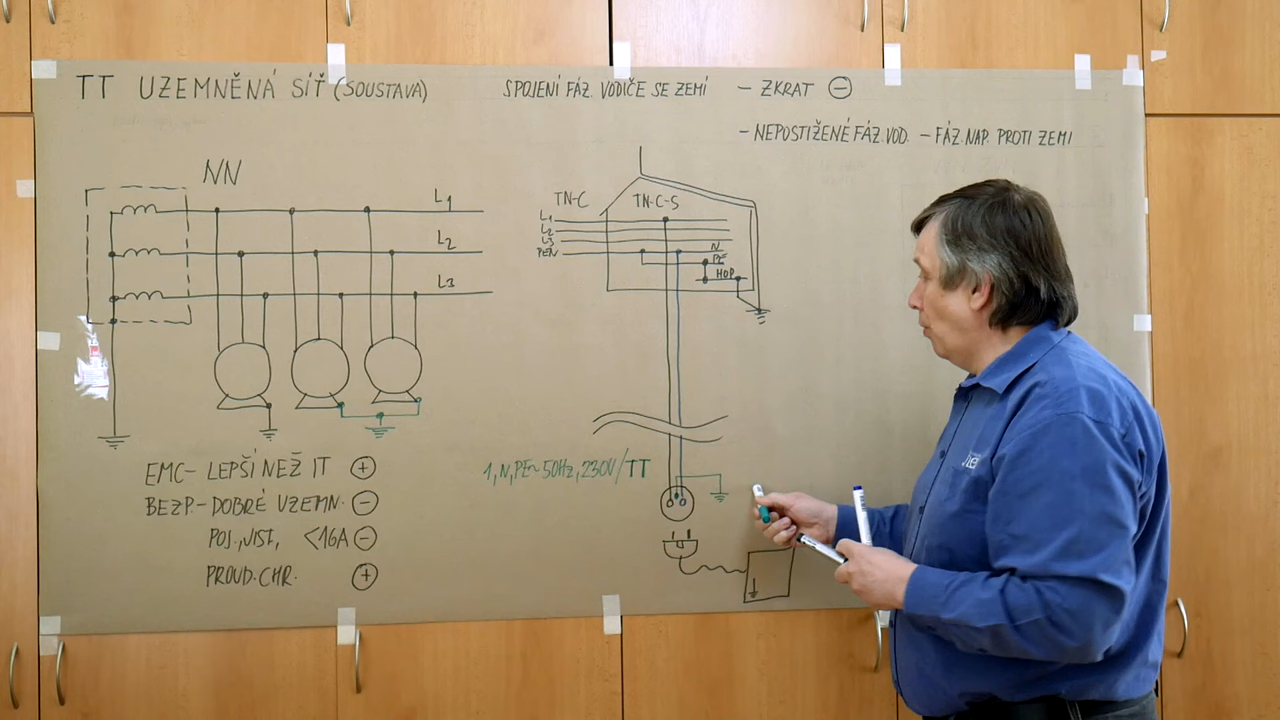 TT UZEMNĚNÁ SÍŤ (SOUSTAVA)
SPOJENÍ FÁZ. VODIČE SE ZEMÍ - ZKRAT ⊖
- NEPOSTIŽENÉ FÁZ. VOD. - FÁZ. NAP. PROTI ZEMI
NN
L1
L2
L3
TN-C TN-C-S
L1
L2
L3
PEN
N
PE
HOP
EMC - LEPŠÍ NEŽ IT ⊕
BEZP. - DOBRÉ UZEMN. ⊖
POJ., JIST, <16A ⊖
PROUD. CHR. ⊕
1, N, PE ~ 50Hz, 230V/TT